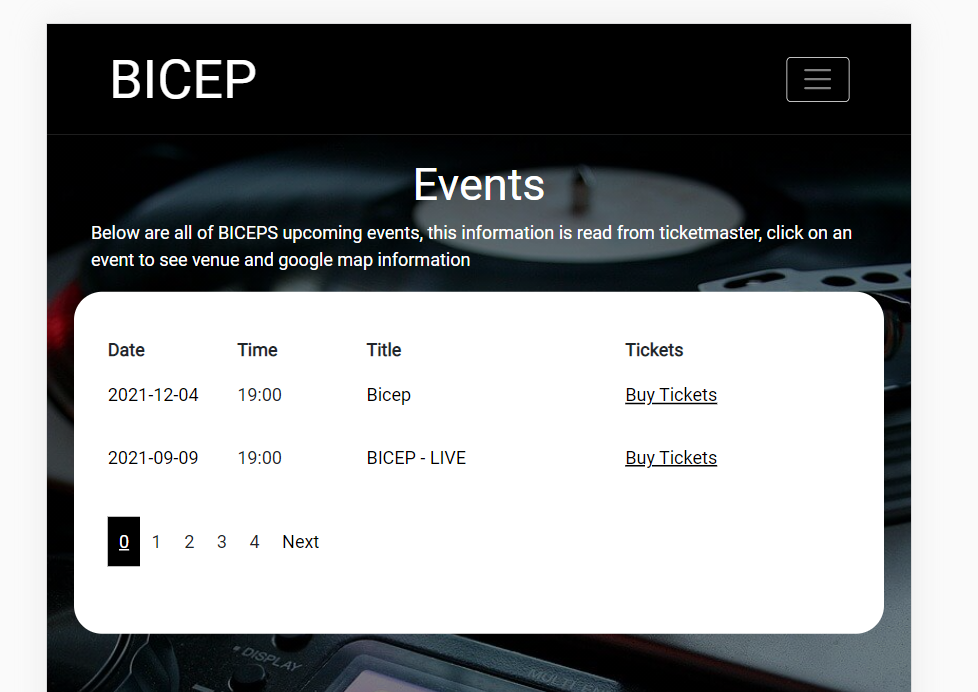 BICEP
Events
Below are all of BICEPS upcoming events, this information is read from ticketmaster, click on an
event to see venue and google map information
Date Time Title Tickets
2021-12-04 19:00 Bicep Buy Tickets
2021-09-09 19:00 BICEP - LIVE Buy Tickets
0 1 2 3 4 Next
DISPLAY